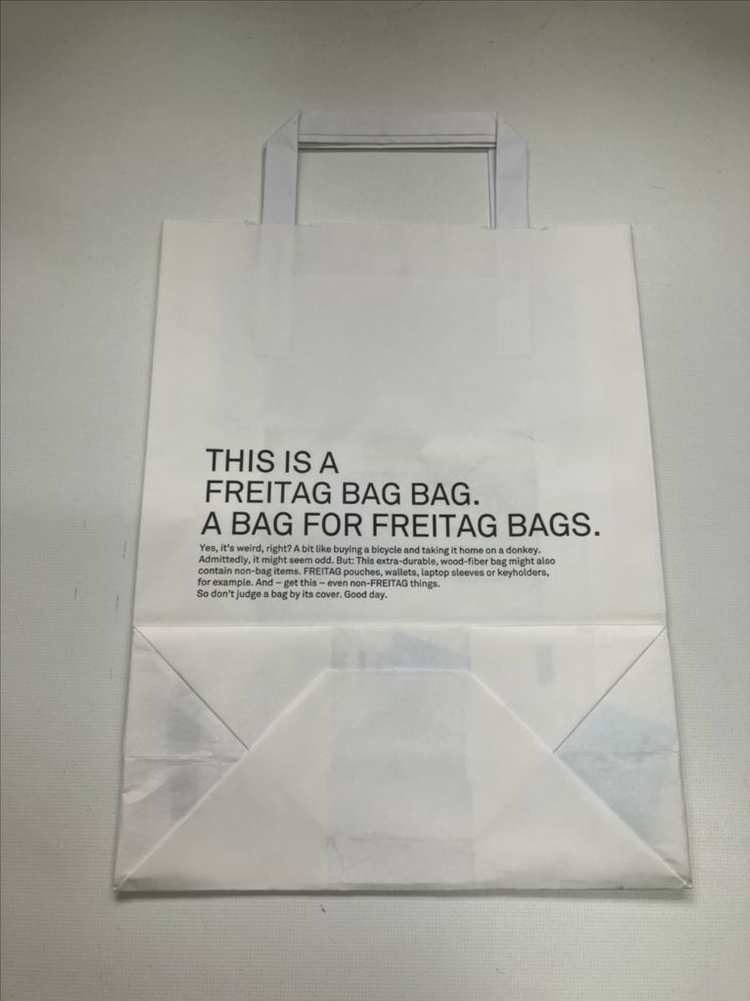 THIS IS A
FREITAG BAG BAG.
A BAG FOR FREITAG BAGS.
Yes, it's weird, right? A bit like buying a bicycle and taking it home on a donkey.
Admittedly, it might seem odd. But: This extra-durable, wood-fiber bag might also
contain non-bag items. FREITAG pouches, wallets, laptop sleeves or keyholders,
for example. And – get this – even non-FREITAG things.
So don't judge a bag by its cover. Good day.